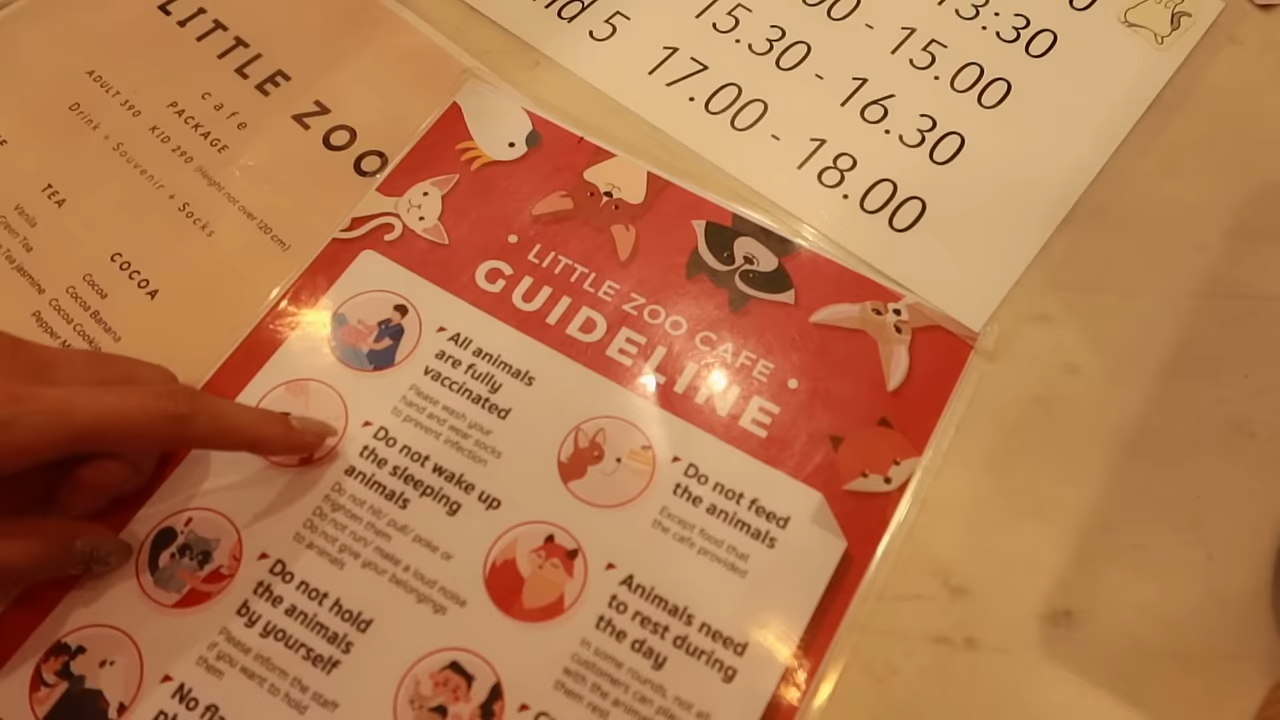 LITTLE ZOO
cafe
PACKAGE
ADULT 390 KID 290 (Height not over 120 cm)
Drink + Souvenir + Socks
TEA
Vanila
Green Tea
Tea Jasmine
COCOA
Cocoa
Cocoa Banana
Cocoa Cookie
Pepper
13:30
- 15.00
15.30 - 16.30
5 17.00 - 18.00
• LITTLE ZOO CAFE •
GUIDELINE
All animals
are fully
vaccinated
Please wash your
hand and wear socks
to prevent infection
Do not wake up
the sleeping
animals
Do not hit/ pull/ poke or
frighten them
Do not run/ make a loud noise
Do not give your belongings
to animals
Do not hold
the animals
by yourself
Please inform the staff
if you want to hold
them
No
Do not feed
the animals
Except food that
the cafe provided
Animals need
to rest during
the day
In some rounds, not all
customers can play
with the animals
them rest